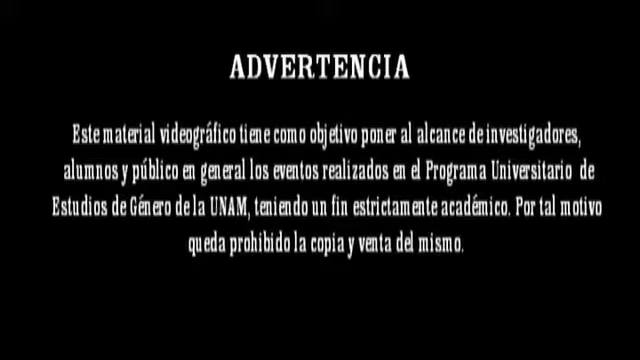 ADVERTENCIA
Este material videográfico tiene como objetivo poner al alcance de investigadores,
alumnos y público en general los eventos realizados en el Programa Universitario de
Estudios de Género de la UNAM, teniendo un fin estrictamente académico. Por tal motivo
queda prohibido la copia y venta del mismo.